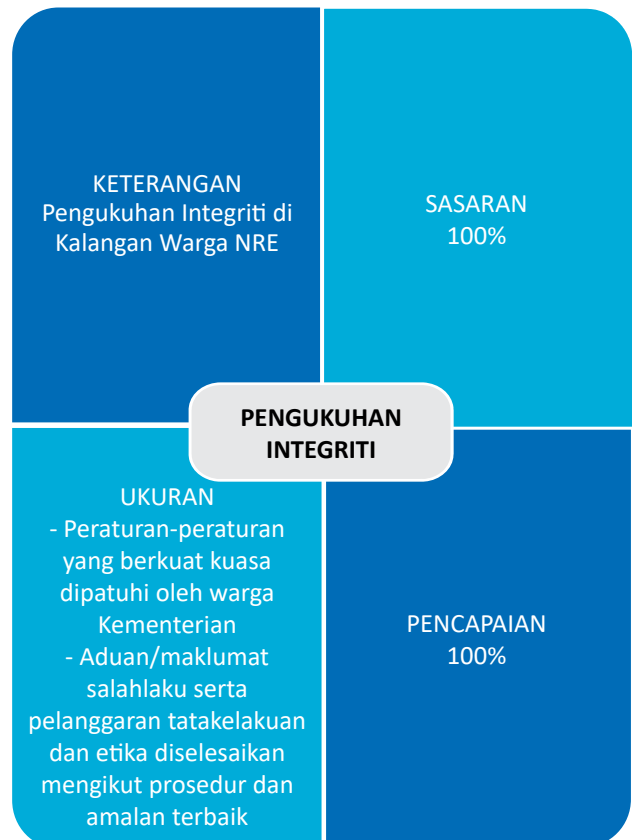 KETERANGAN
Pengukuhan Integriti di
Kalangan Warga NRE
SASARAN
100%
PENGUKUHAN
INTEGRITI
UKURAN
- Peraturan-peraturan
yang berkuat kuasa
dipatuhi oleh warga
Kementerian
- Aduan/maklumat
salahlaku serta
pelanggaran tatakelakuan
dan etika diselesaikan
mengikut prosedur dan
amalan terbaik
PENCAPAIAN
100%